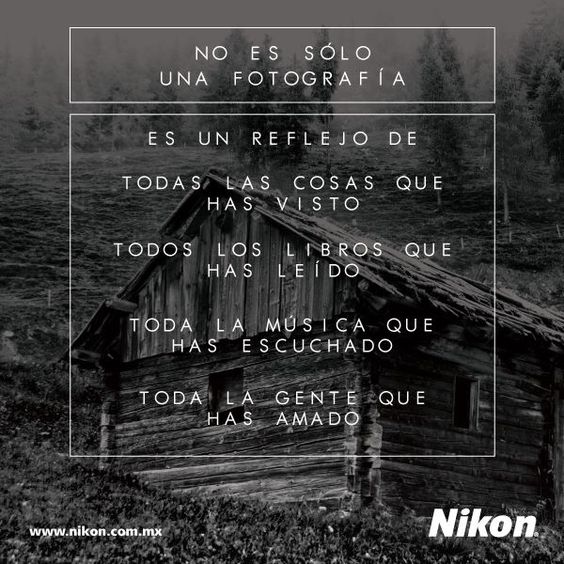 NO ES SÓLO
UNA FOTOGRAFÍA
ES UN REFLEJO DE
TODAS LAS COSAS QUE
HAS VISTO
TODOS LOS LIBROS QUE
HAS LEÍDO
TODA LA MÚSICA QUE
HAS ESCUCHADO
TODA LA GENTE QUE
HAS AMADO
www.nikon.com.mx
Nikon®